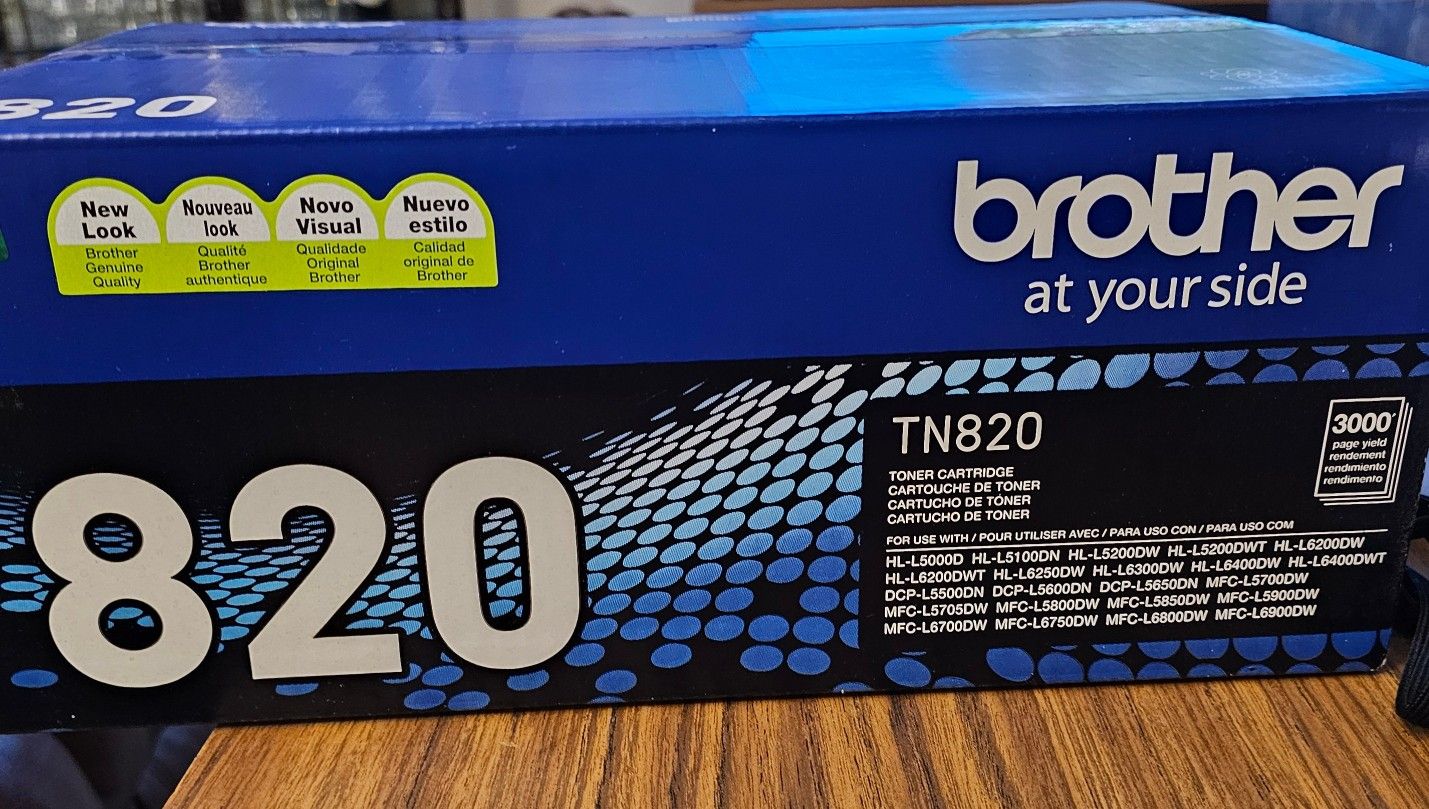 820
New
Look
Brother
Genuine
Quality
Nouveau
look
Qualité
Brother
authentique
Novo
Visual
Qualidade
Original
Brother
Nuevo
estilo
Calidad
original de
Brother
brother
at your side
820
TN820
TONER CARTRIDGE
CARTOUCHE DE TONER
CARTUCHO DE TÓNER
CARTUCHO DE TONER
3000*
page yield
rendement
rendimiento
rendimento
FOR USE WITH / POUR UTILISER AVEC / PARA USO CON / PARA USO COM
HL-L5000D HL-L5100DN HL-L5200DW HL-L5200DWT HL-L6200DW
HL-L6200DWT HL-L6250DW HL-L6300DW HL-L6400DW HL-L6400DWT
DCP-L5500DN DCP-L5600DN DCP-L5650DN MFC-L5700DW
MFC-L5705DW MFC-L5800DW MFC-L5850DW MFC-L5900DW
MFC-L6700DW MFC-L6750DW MFC-L6800DW MFC-L6900DW